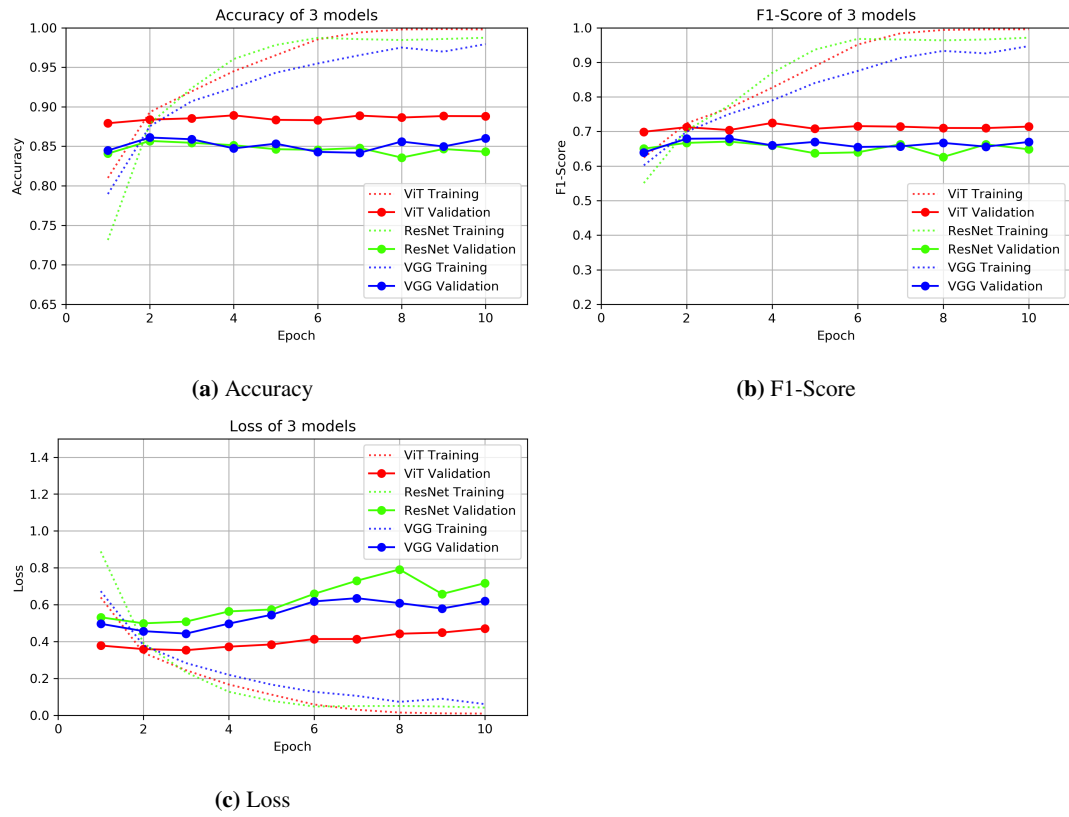 Accuracy of 3 models
1.00
0.95
0.90
0.85
0.80
0.75
0.70
0.65
Accuracy
0 2 4 6 8 10
Epoch
ViT Training
ViT Validation
ResNet Training
ResNet Validation
VGG Training
VGG Validation
(a) Accuracy
F1-Score of 3 models
1.0
0.9
0.8
0.7
0.6
0.5
0.4
0.3
0.2
F1-Score
0 2 4 6 8 10
Epoch
ViT Training
ViT Validation
ResNet Training
ResNet Validation
VGG Training
VGG Validation
(b) F1-Score
Loss of 3 models
1.4
1.2
1.0
0.8
0.6
0.4
0.2
0.0
Loss
0 2 4 6 8 10
Epoch
ViT Training
ViT Validation
ResNet Training
ResNet Validation
VGG Training
VGG Validation
(c) Loss